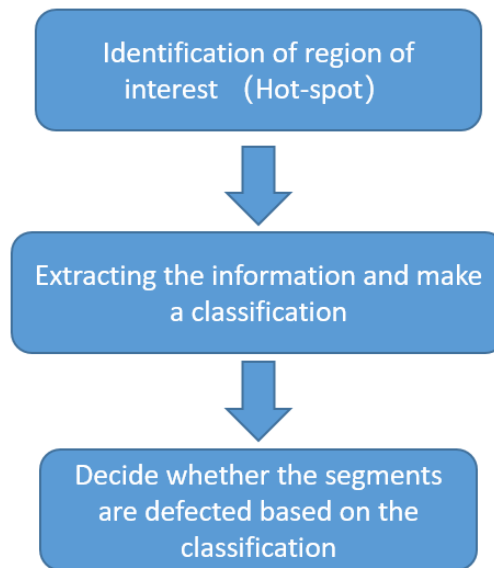 Identification of region of
interest （Hot-spot）
Extracting the information and make
a classification
Decide whether the segments
are defected based on the
classification